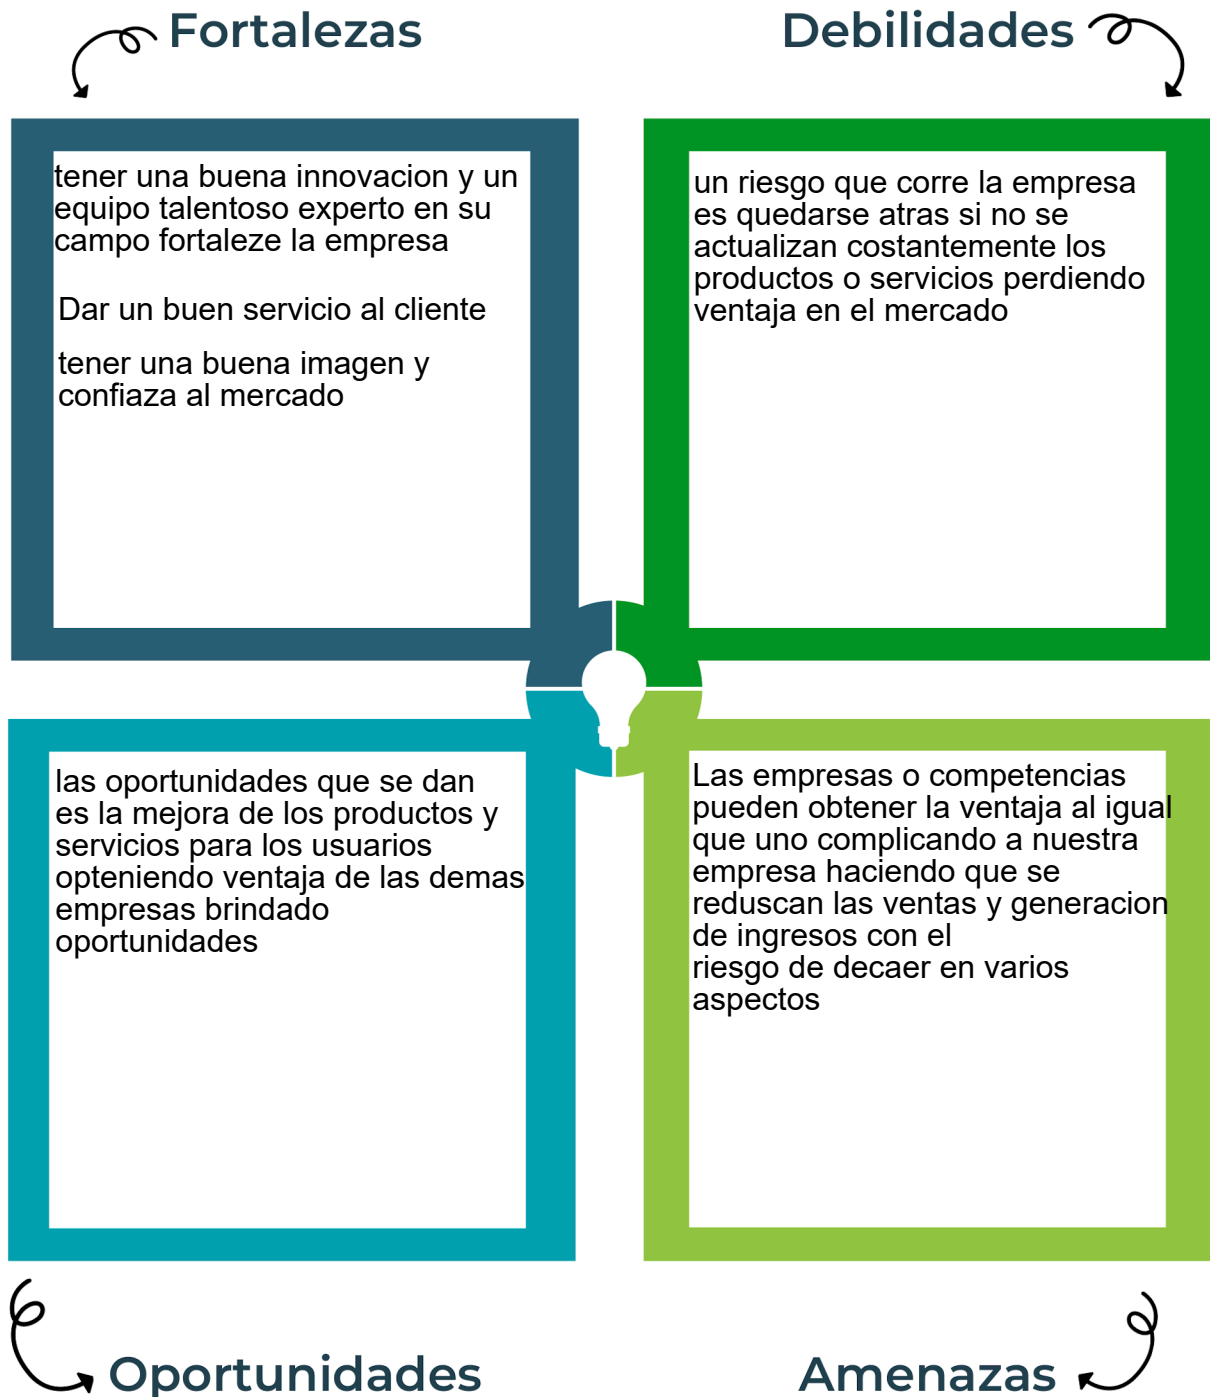 Fortalezas
tener una buena innovacion y un
equipo talentoso experto en su
campo fortaleze la empresa
Dar un buen servicio al cliente
tener una buena imagen y
confiaza al mercado
Debilidades
un riesgo que corre la empresa
es quedarse atras si no se
actualizan costantemente los
productos o servicios perdiendo
ventaja en el mercado
las oportunidades que se dan
es la mejora de los productos y
servicios para los usuarios
opteniendo ventaja de las demas
empresas brindado
oportunidades
Oportunidades
Las empresas o competencias
pueden obtener la ventaja al igual
que uno complicando a nuestra
empresa haciendo que se
reduscan las ventas y generacion
de ingresos con el
riesgo de decaer en varios
aspectos
Amenazas